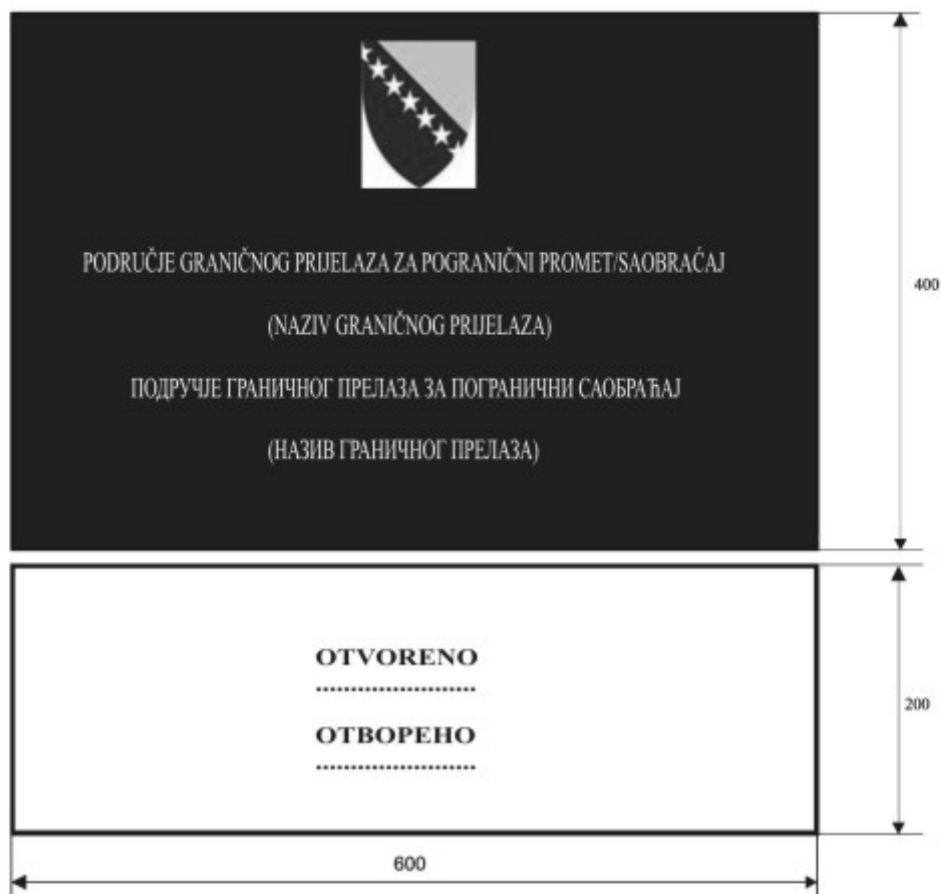 PODRUČJE GRANIČNOG PRIJELAZA ZA POGRANIČNI PROMET/SAOBRAĆAJ
(NAZIV GRANIČNOG PRIJELAZA)
ПОДРУЧЈЕ ГРАНИЧНОГ ПРЕЛАЗА ЗА ПОГРАНИЧНИ САОБРАЋАЈ
(НАЗИВ ГРАНИЧНОГ ПРЕЛАЗА)
400
OTVORENO
.......................
ОТВОРЕНО
.......................
200
600